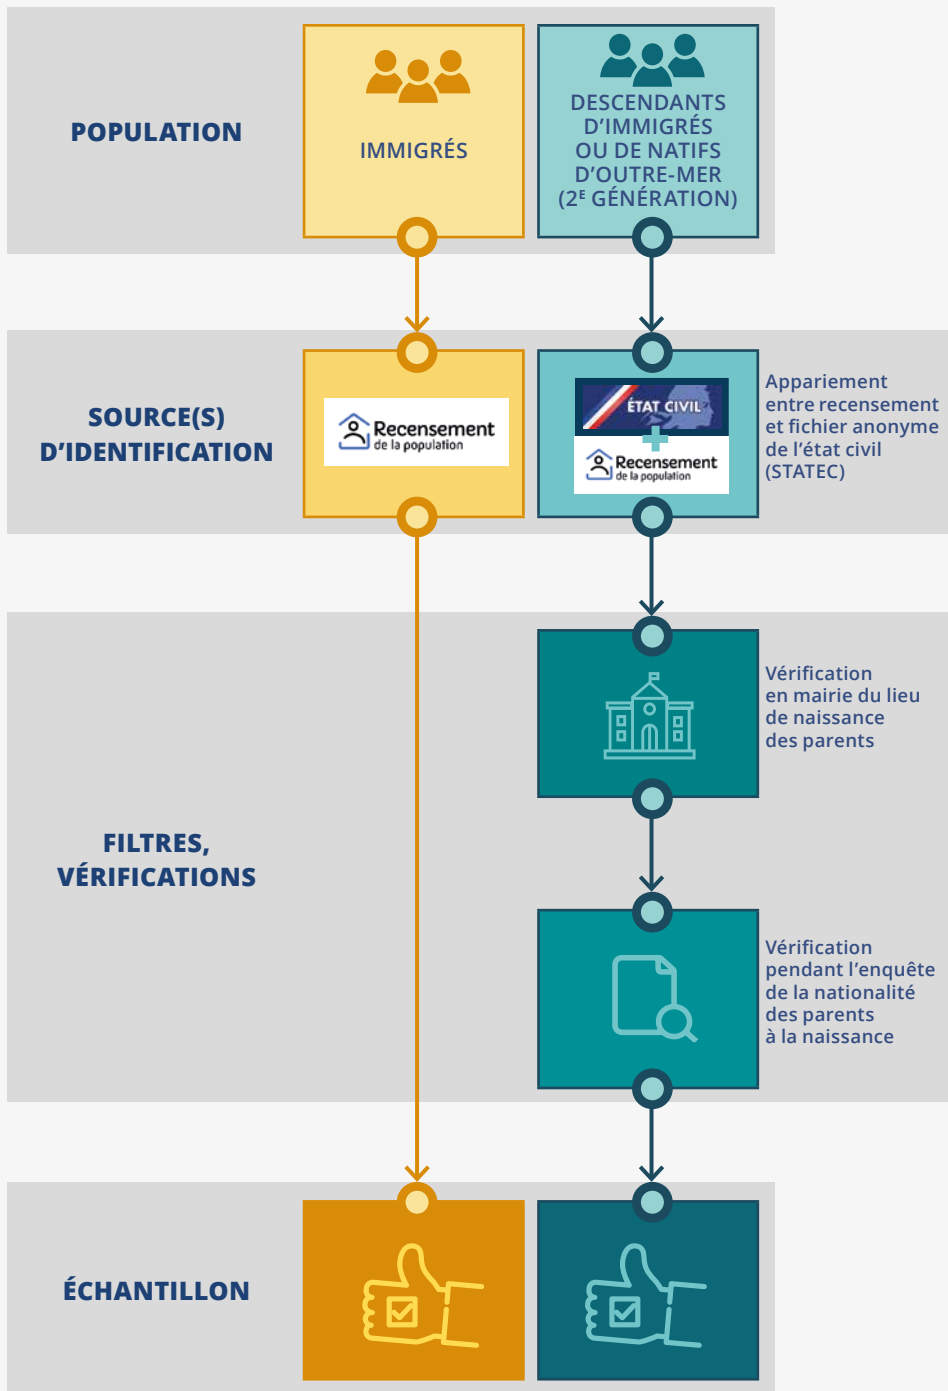 POPULATION
IMMIGRÉS
DESCENDANTS
D'IMMIGRÉS
OU DE NATIFS
D'OUTRE-MER
(2E GÉNÉRATION)
SOURCE(S)
D'IDENTIFICATION
Recensement
de la population
ÉTAT CIVIL
Recensement
de la population
Appariement
entre recensement
et fichier anonyme
de l'état civil
(STATEC)
FILTRES,
VÉRIFICATIONS
Vérification
en mairie du lieu
de naissance
des parents
Vérification
pendant l'enquête
de la nationalité
des parents
à la naissance
ÉCHANTILLON